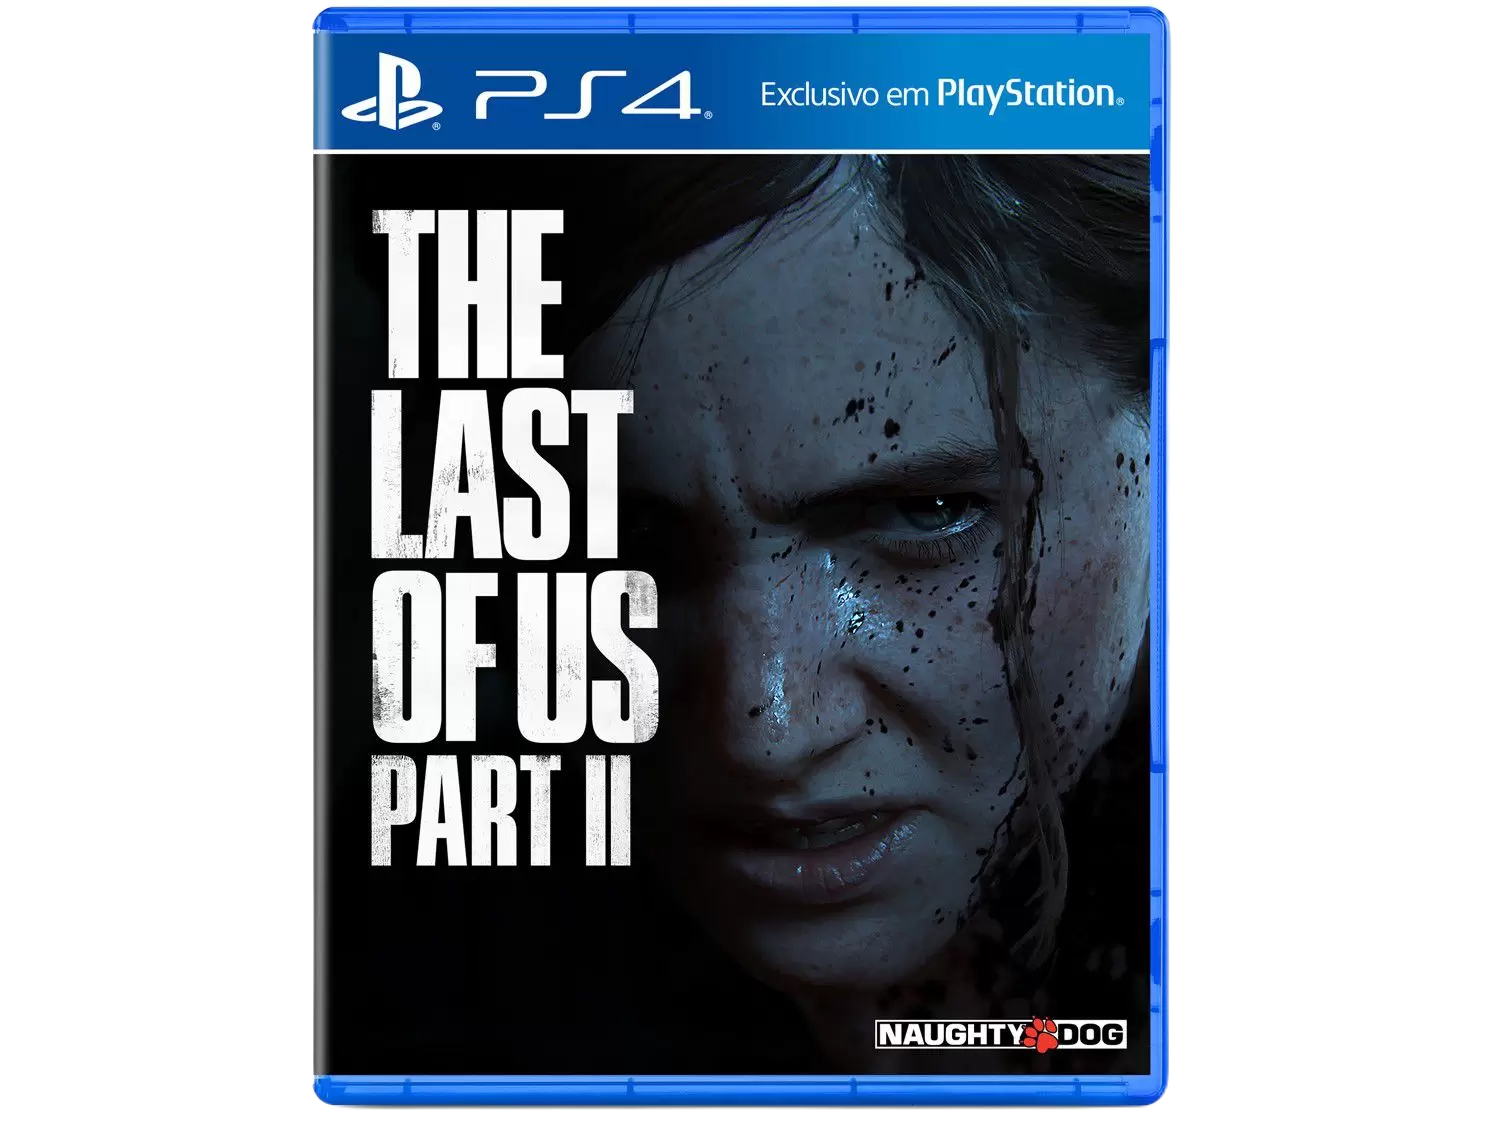 PS4® Exclusivo em PlayStation®
THE
LAST
OF US
PART II
NAUGHTY DOG